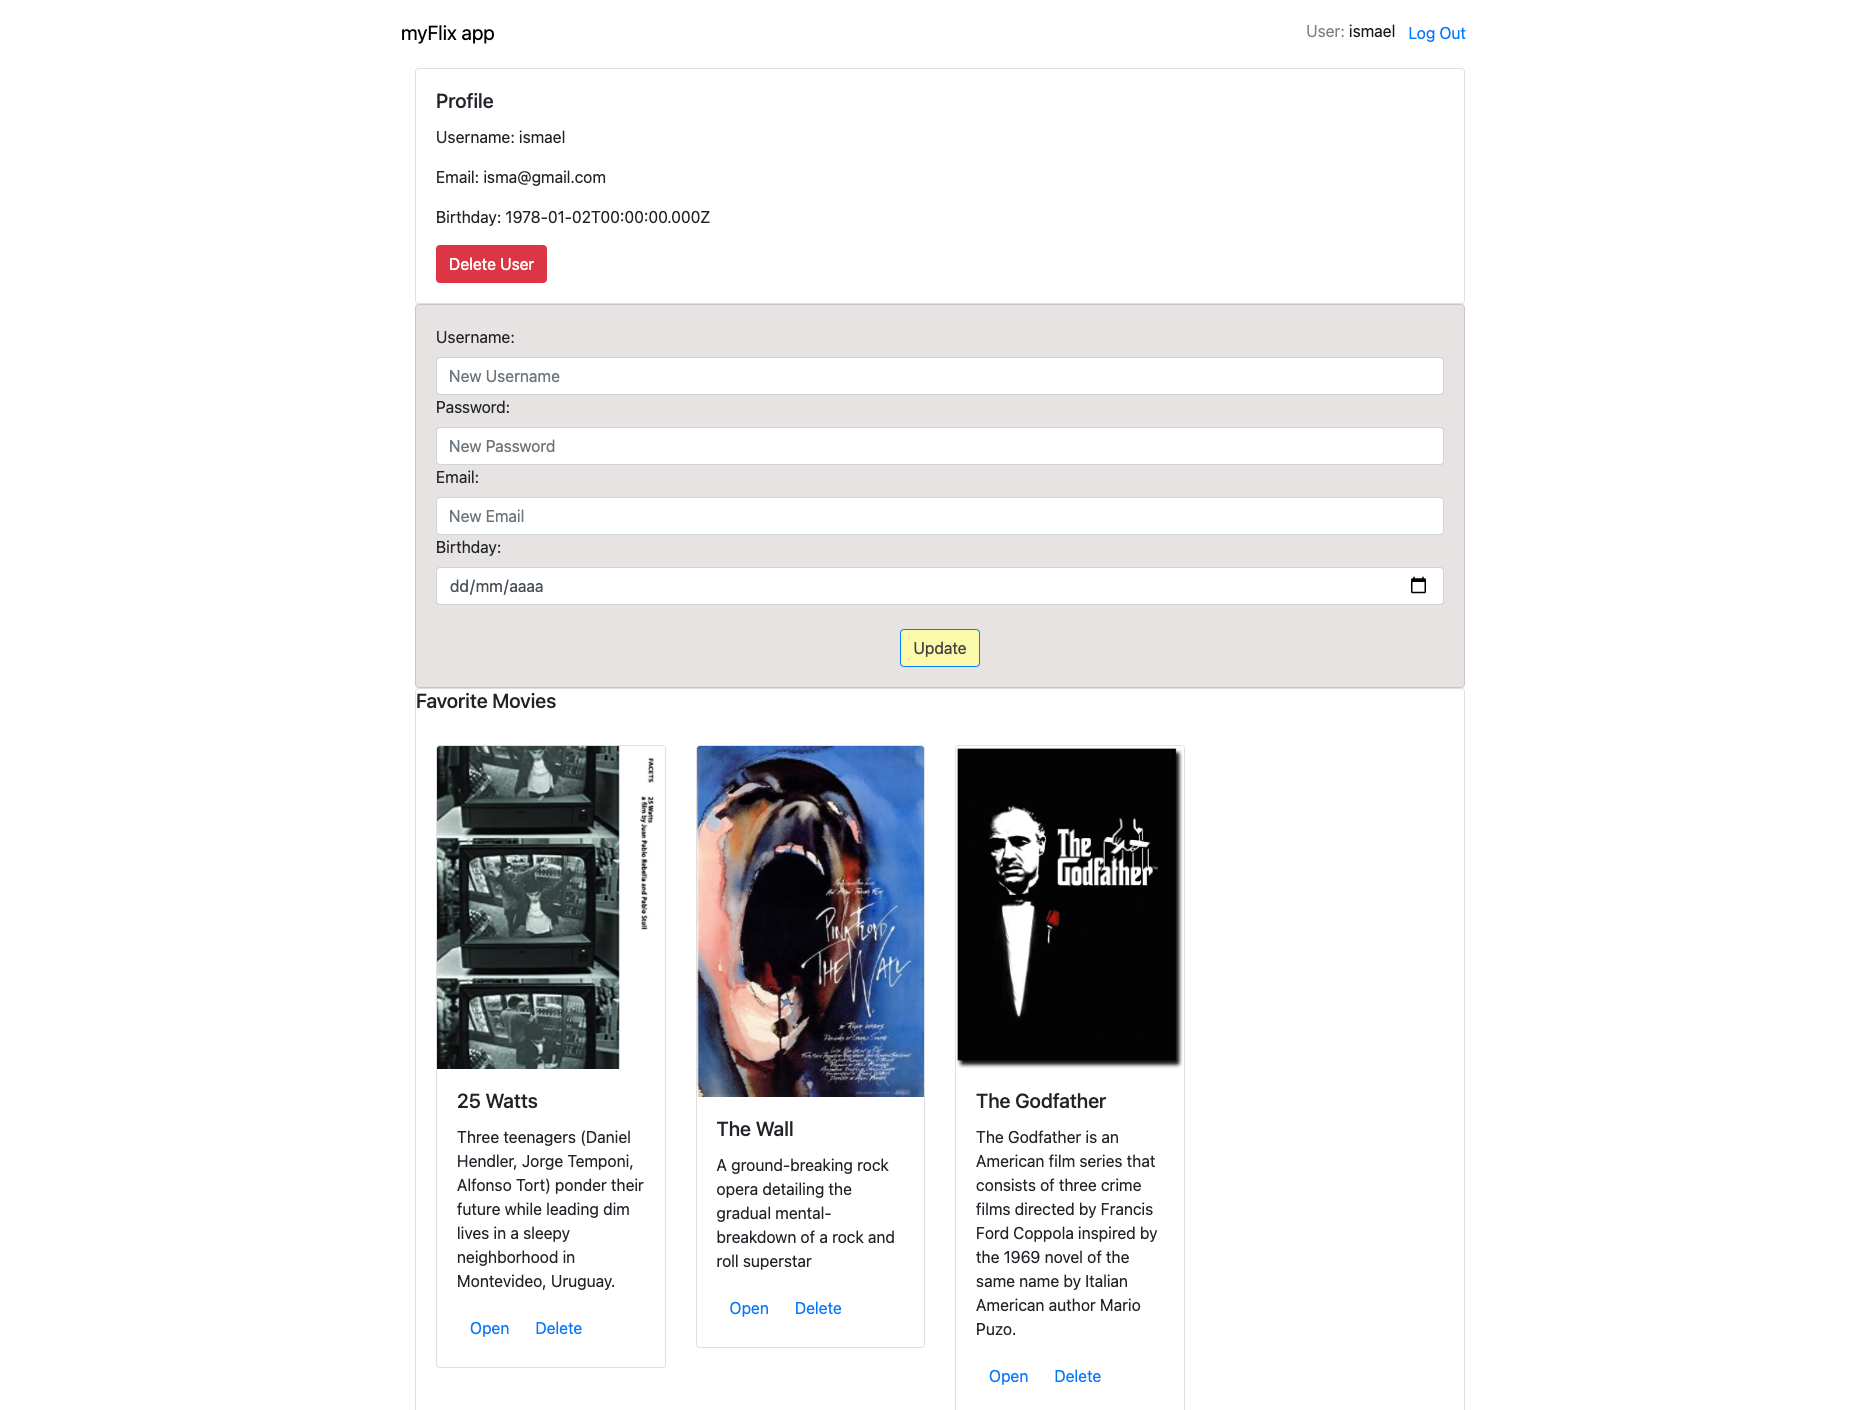 myFlix app
User: ismael Log Out
Profile
Username: ismael
Email: isma@gmail.com
Birthday: 1978-01-02T00:00:00.000Z
Delete User
Username:
New Username
Password:
New Password
Email:
New Email
Birthday:
dd/mm/aaaa
Update
Favorite Movies
FACETS
25 Watts
a film by Juan Pablo Rebella and Pablo Stoll
25 Watts
Three teenagers (Daniel
Hendler, Jorge Temponi,
Alfonso Tort) ponder their
future while leading dim
lives in a sleepy
neighborhood in
Montevideo, Uruguay.
Open Delete
Pink Floyd
The Wall
The Wall
A ground-breaking rock
opera detailing the
gradual mental-
breakdown of a rock and
roll superstar
Open Delete
The
Godfather
The Godfather
The Godfather is an
American film series that
consists of three crime
films directed by Francis
Ford Coppola inspired by
the 1969 novel of the
same name by Italian
American author Mario
Puzo.
Open Delete